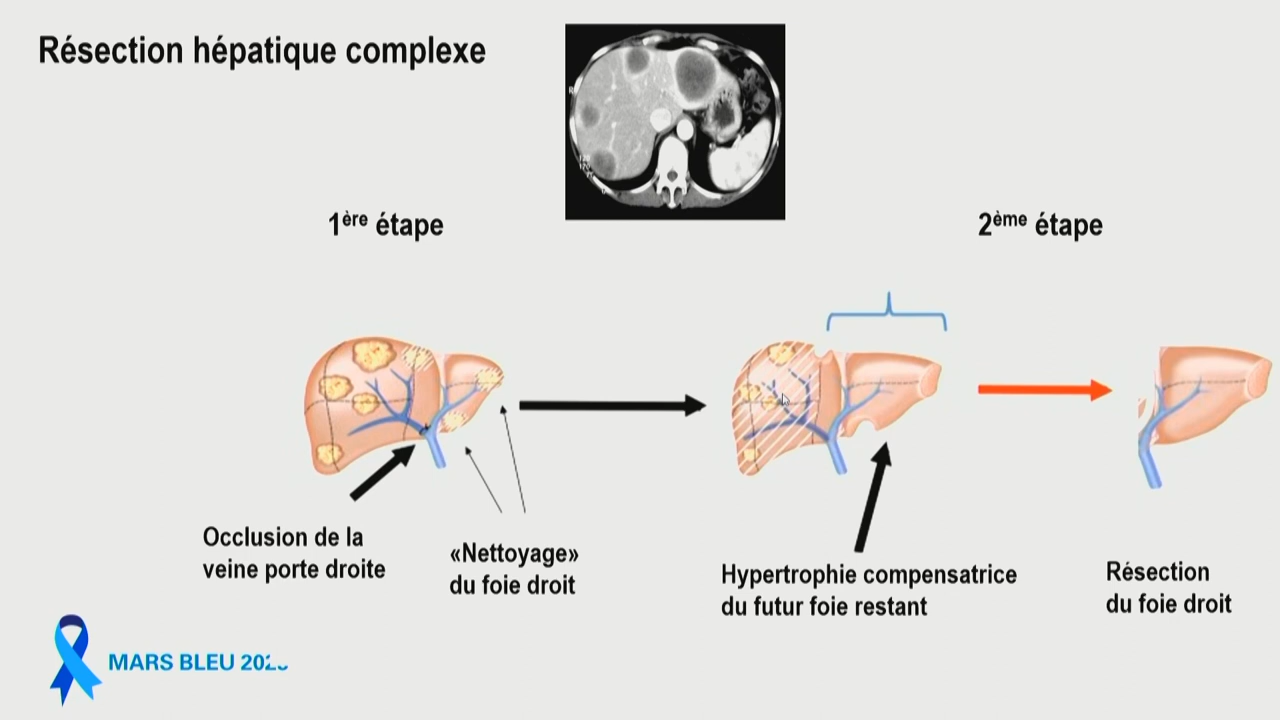 Résection hépatique complexe
1ère étape
2ème étape
Occlusion de la
veine porte droite
«Nettoyage»
du foie droit
Hypertrophie compensatrice
du futur foie restant
Résection
du foie droit
MARS BLEU